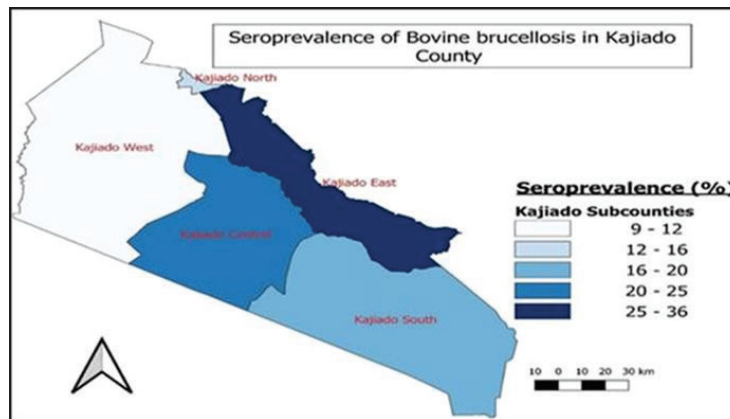 Seroprevalence of Bovine brucellosis in Kajiado
County
Kajiado North
Kajiado West
Kajiado East
Kajiado Central
Kajiado South
Seroprevalence (%)
Kajiado Subcounties
9 - 12
12 - 16
16 - 20
20 - 25
25 - 36
10 0 10 20 30 km